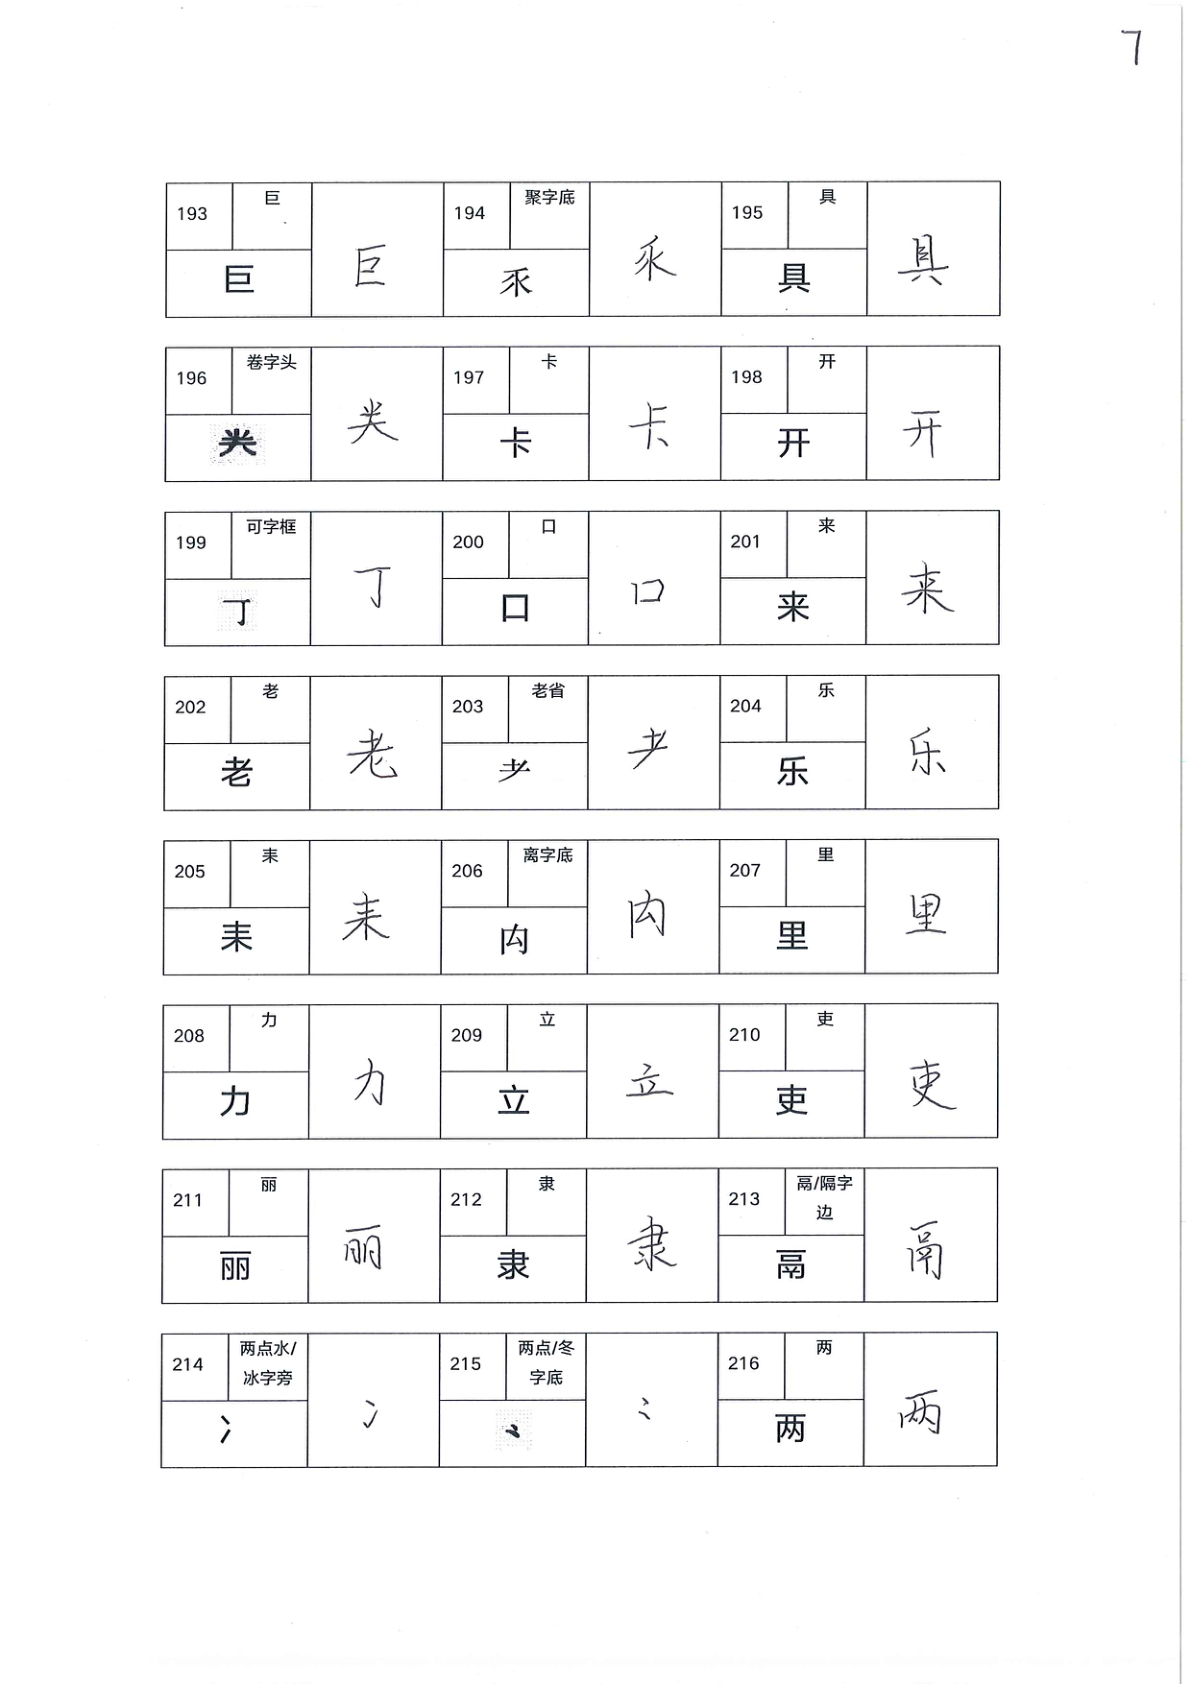 7
193 巨 巨 194 聚字底 乑 195 具 具
巨 乑 具
196 卷字头 龹 197 卡 卡 198 开 开
龹 卡 开
199 可字框 丁 200 口 口 201 来 来
丁 口 来
202 老 老 203 老省 耂 204 乐 乐
老 耂 乐
205 耒 耒 206 离字底 禸 207 里 里
耒 禸 里
208 力 力 209 立 立 210 吏 吏
力 立 吏
211 丽 丽 212 隶 隶 213 鬲/隔字 鬲
边
丽 隶 鬲
214 两点水/ 冫 215 两点/冬 ⺀ 216 两 两
冰字旁 字底
冫 ⺀ 两